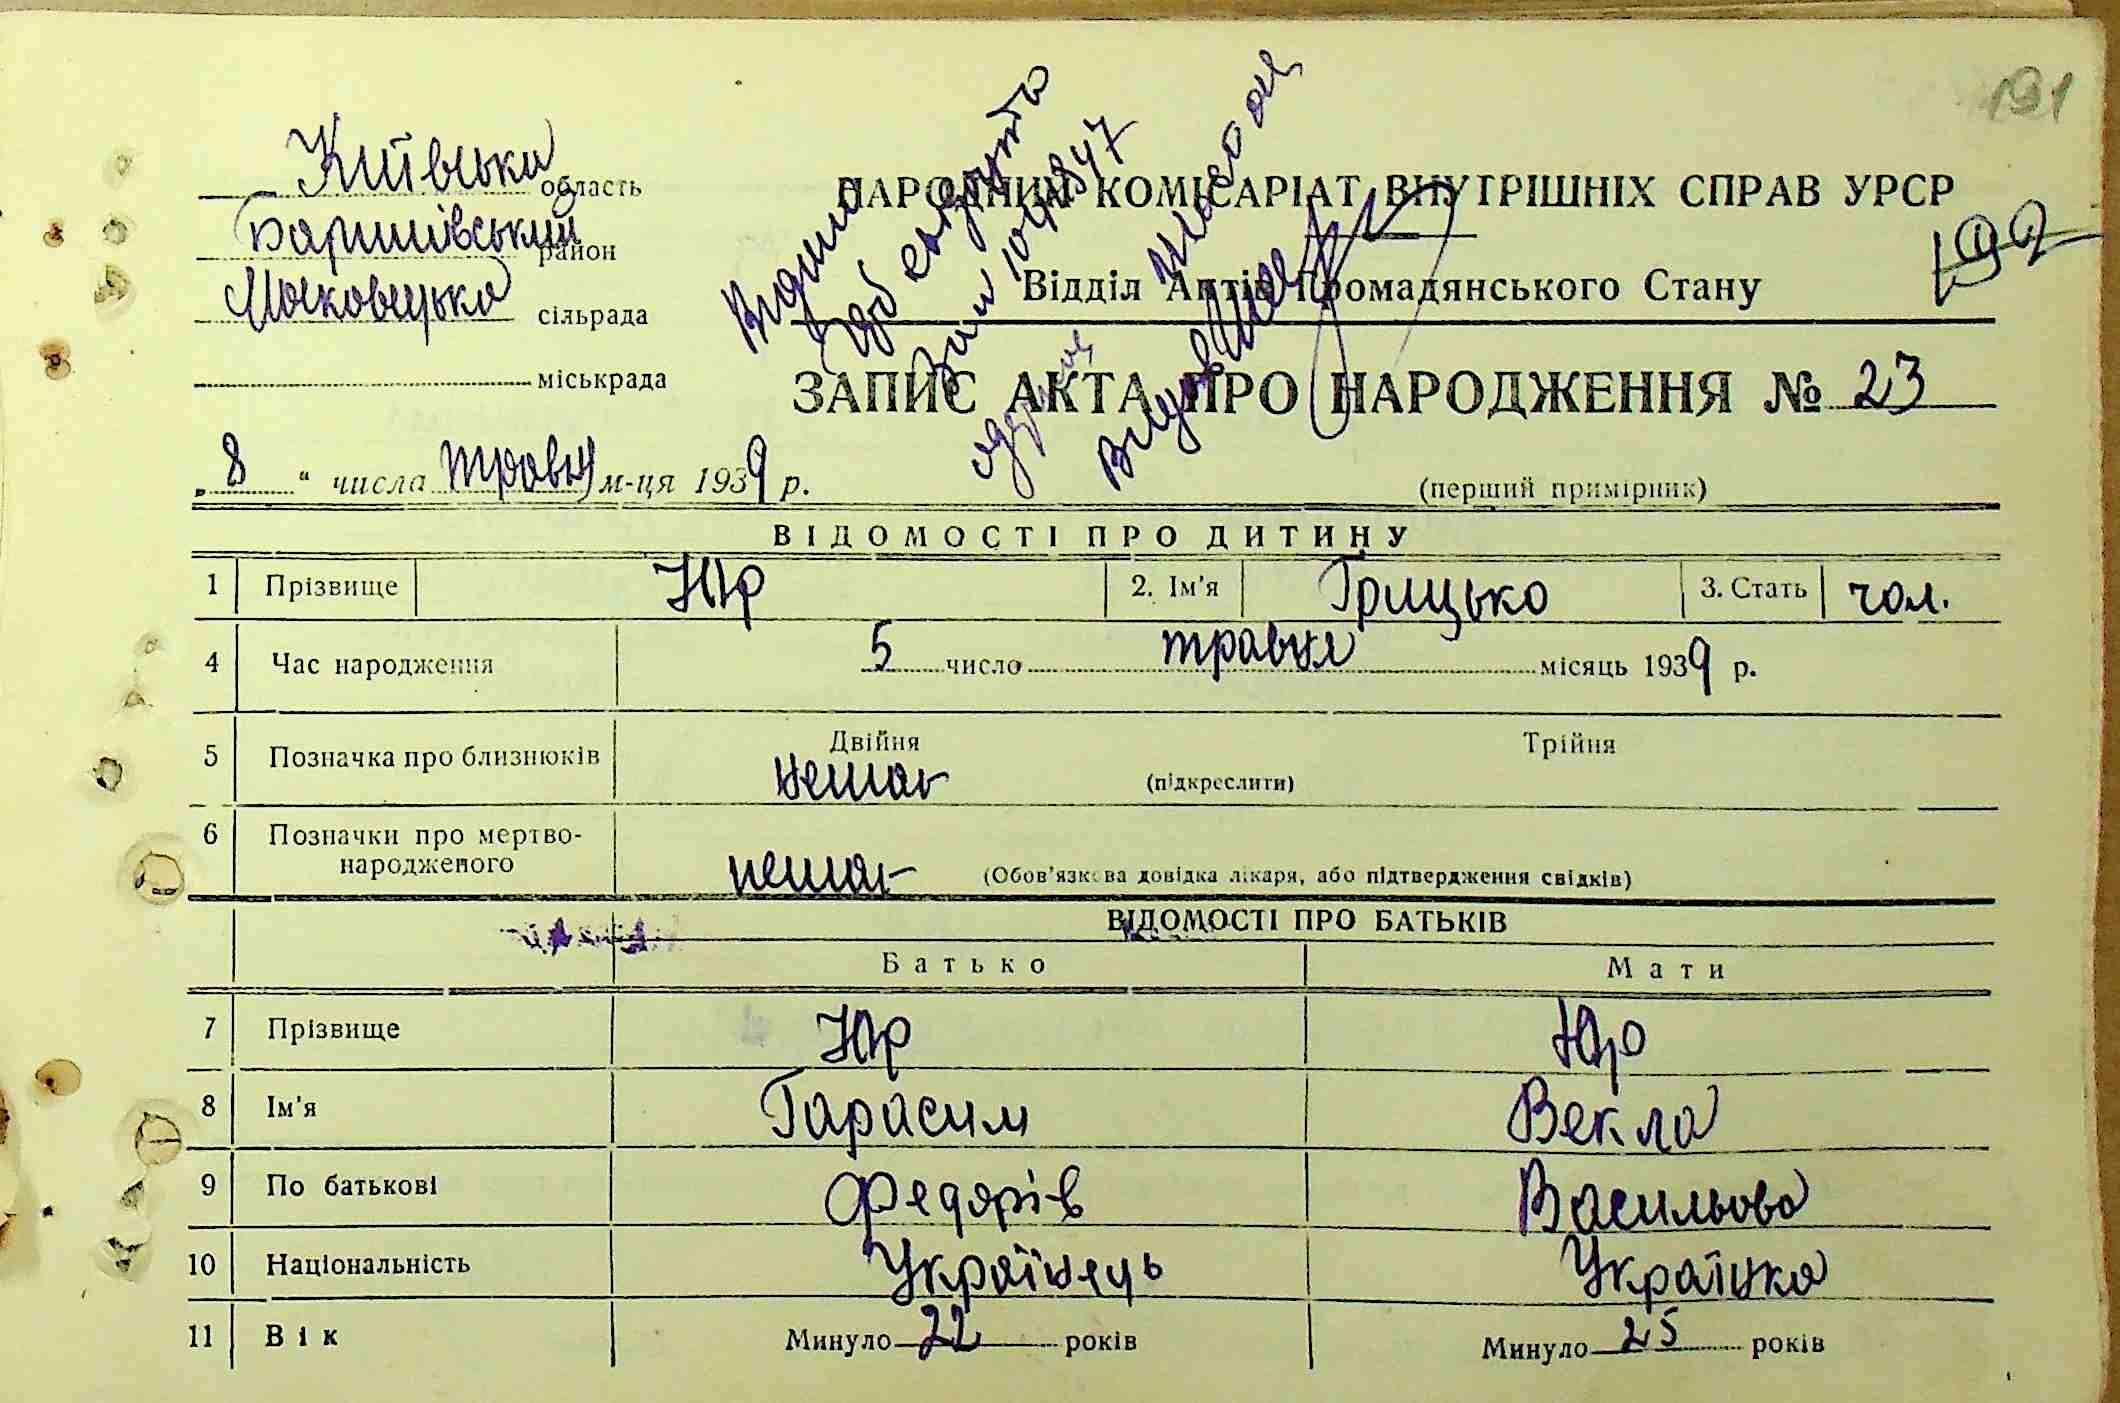 191
192
Київська область
Баришівський район
Масковецька сільрада
міськрада
НАРОДНИЙ КОМІСАРІАТ ВНУТРІШНІХ СПРАВ УРСР
Відділ Актів Громадянського Стану
ЗАПИС АКТА ПРО НАРОДЖЕННЯ № 23
„8“ числа травня м-ця 1939 р.
(перший примірник)
ВІДОМОСТІ ПРО ДИТИНУ
1 Прізвище Юр 2. Ім'я Грицько 3. Стать чол.
4 Час народження 5 число травня місяць 1939 р.
5 Позначка про близнюків Двійня Трійня
немає (підкреслити)
6 Позначки про мертво-
народженого немає (Обов'язкова довідка лікаря, або підтвердження свідків)
ВІДОМОСТІ ПРО БАТЬКІВ
Батько Мати
7 Прізвище Юр Юр
8 Ім'я Гарасим Векла
9 По батькові Федорів Васильова
10 Національність Українець Українка
11 Вік Минуло 22 років Минуло 25 років